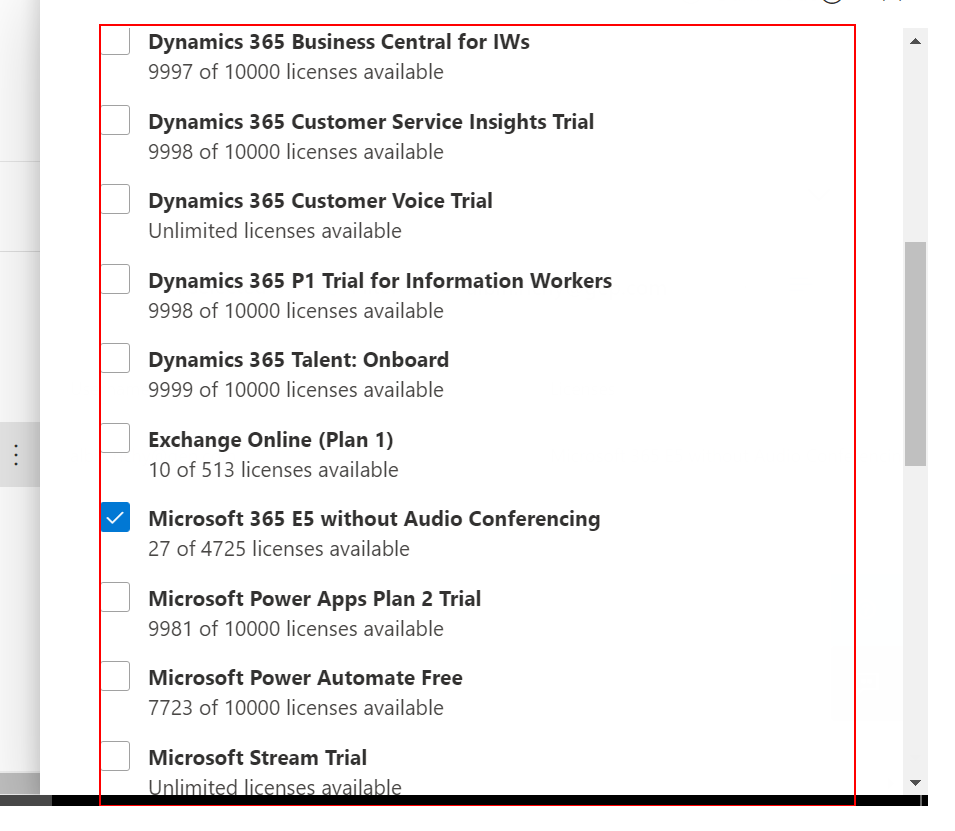 Dynamics 365 Business Central for IWs
9997 of 10000 licenses available
Dynamics 365 Customer Service Insights Trial
9998 of 10000 licenses available
Dynamics 365 Customer Voice Trial
Unlimited licenses available
Dynamics 365 P1 Trial for Information Workers
9998 of 10000 licenses available
Dynamics 365 Talent: Onboard
9999 of 10000 licenses available
Exchange Online (Plan 1)
10 of 513 licenses available
Microsoft 365 E5 without Audio Conferencing
27 of 4725 licenses available
Microsoft Power Apps Plan 2 Trial
9981 of 10000 licenses available
Microsoft Power Automate Free
7723 of 10000 licenses available
Microsoft Stream Trial
Unlimited licenses available